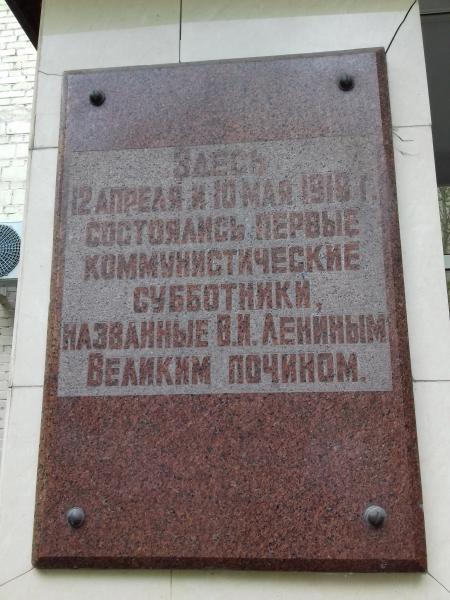 Здесь
12 апреля и 10 мая 1919 г.
состоялись первые
коммунистические
субботники,
названные В.И. Лениным
Великим почином.